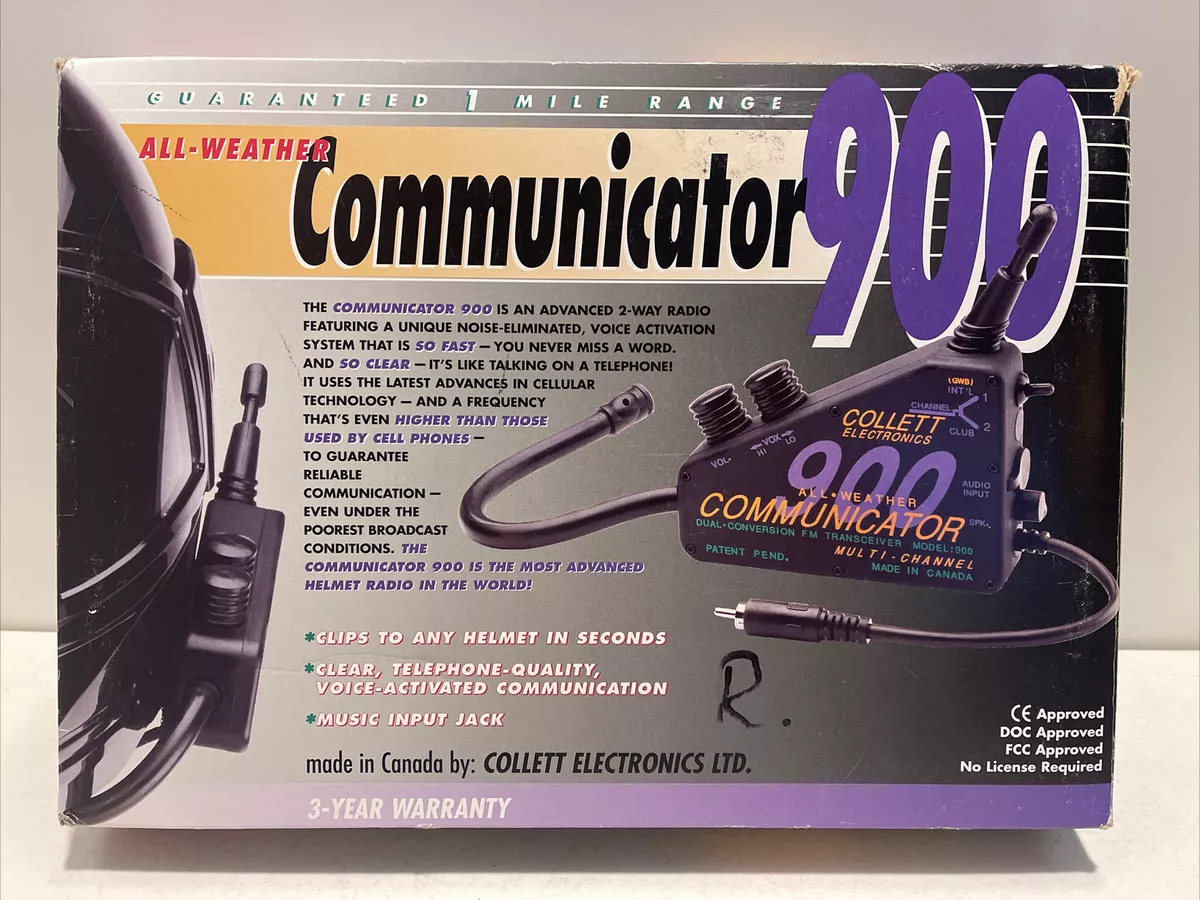 GUARANTEED 1 MILE RANGE
ALL-WEATHER
Communicator 900
THE COMMUNICATOR 900 IS AN ADVANCED 2-WAY RADIO
FEATURING A UNIQUE NOISE-ELIMINATED, VOICE ACTIVATION
SYSTEM THAT IS SO FAST — YOU NEVER MISS A WORD.
AND SO CLEAR — IT'S LIKE TALKING ON A TELEPHONE!
IT USES THE LATEST ADVANCES IN CELLULAR
TECHNOLOGY — AND A FREQUENCY
THAT'S EVEN HIGHER THAN THOSE
USED BY CELL PHONES —
TO GUARANTEE
RELIABLE
COMMUNICATION —
EVEN UNDER THE
POOREST BROADCAST
CONDITIONS. THE
COMMUNICATOR 900 IS THE MOST ADVANCED
HELMET RADIO IN THE WORLD!
*CLIPS TO ANY HELMET IN SECONDS
*CLEAR, TELEPHONE-QUALITY,
VOICE-ACTIVATED COMMUNICATION
*MUSIC INPUT JACK
made in Canada by: COLLETT ELECTRONICS LTD.
3-YEAR WARRANTY
(GWB)
INT'L 1
CHANNEL
CLUB 2
COLLETT
ELECTRONICS
VOL. VOX
HI LO
900
AUDIO
INPUT
ALL•WEATHER
COMMUNICATOR
SPK.
DUAL-CONVERSION FM TRANSCEIVER MODEL:900
PATENT PEND.
MULTI-CHANNEL
MADE IN CANADA
R.
CE Approved
DOC Approved
FCC Approved
No License Required